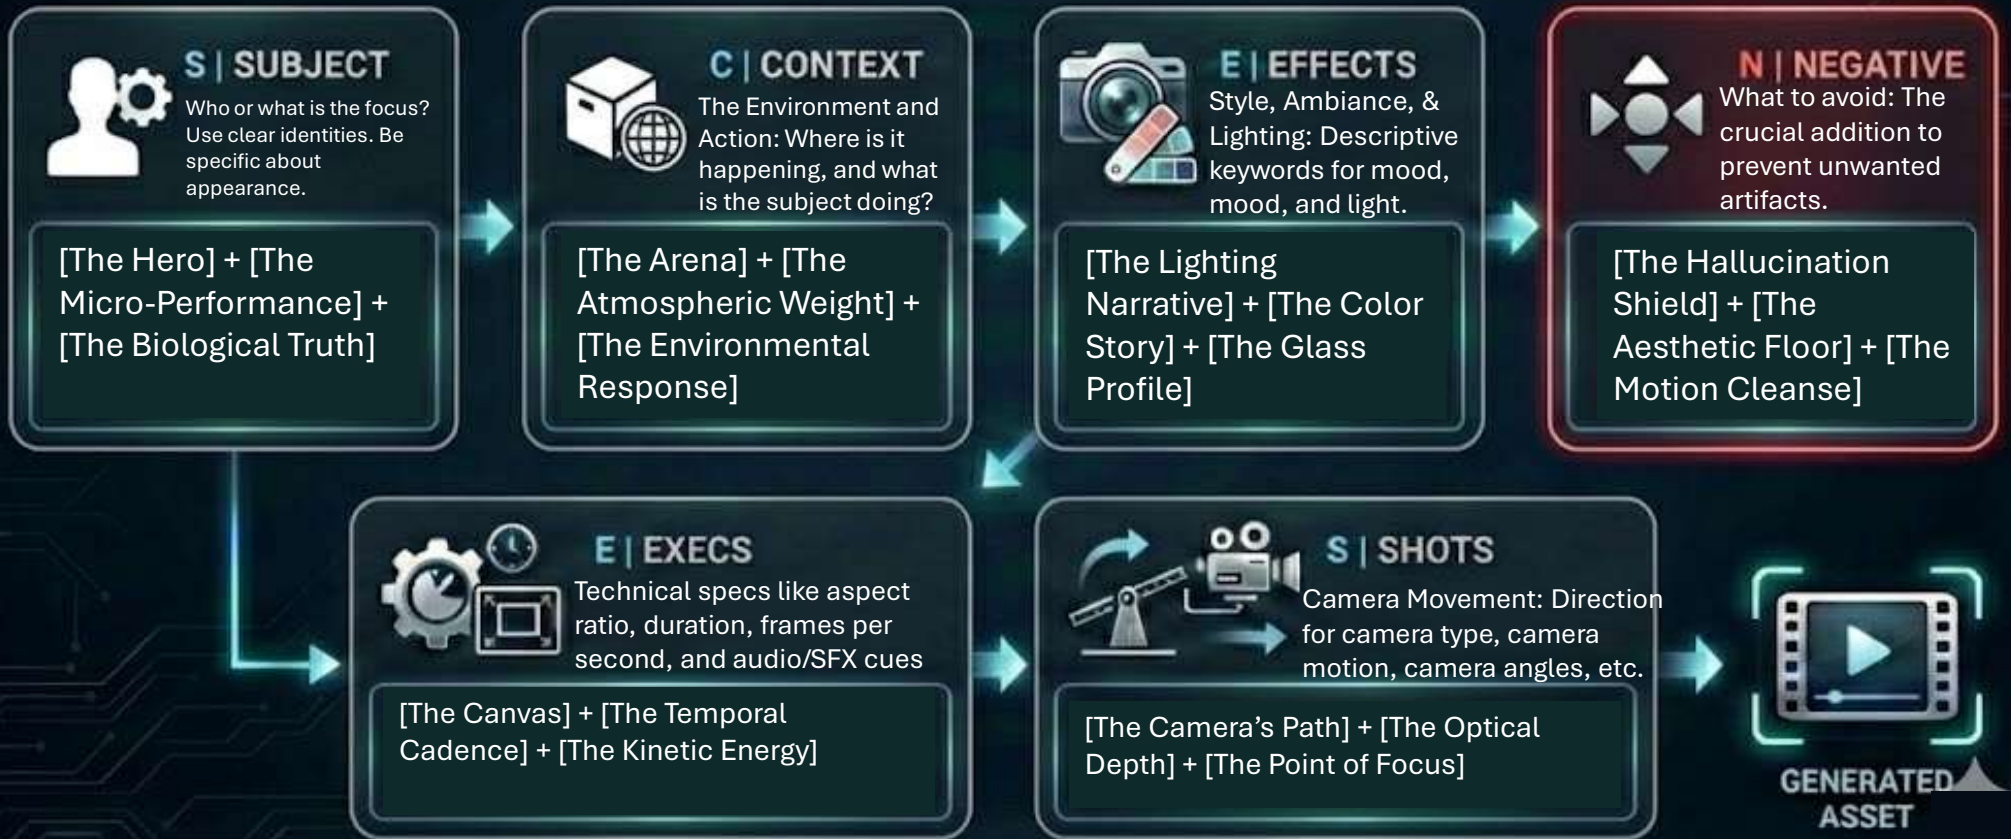 S | SUBJECT
Who or what is the focus?
Use clear identities. Be
specific about
appearance.
[The Hero] + [The
Micro-Performance] +
[The Biological Truth]
C | CONTEXT
The Environment and
Action: Where is it
happening, and what
is the subject doing?
[The Arena] + [The
Atmospheric Weight] +
[The Environmental
Response]
E | EFFECTS
Style, Ambiance, &
Lighting: Descriptive
keywords for mood,
mood, and light.
[The Lighting
Narrative] + [The Color
Story] + [The Glass
Profile]
N | NEGATIVE
What to avoid: The
crucial addition to
prevent unwanted
artifacts.
[The Hallucination
Shield] + [The
Aesthetic Floor] + [The
Motion Cleanse]
E | EXECS
Technical specs like aspect
ratio, duration, frames per
second, and audio/SFX cues
[The Canvas] + [The Temporal
Cadence] + [The Kinetic Energy]
S | SHOTS
Camera Movement: Direction
for camera type, camera
motion, camera angles, etc.
[The Camera’s Path] + [The Optical
Depth] + [The Point of Focus]
GENERATED
ASSET